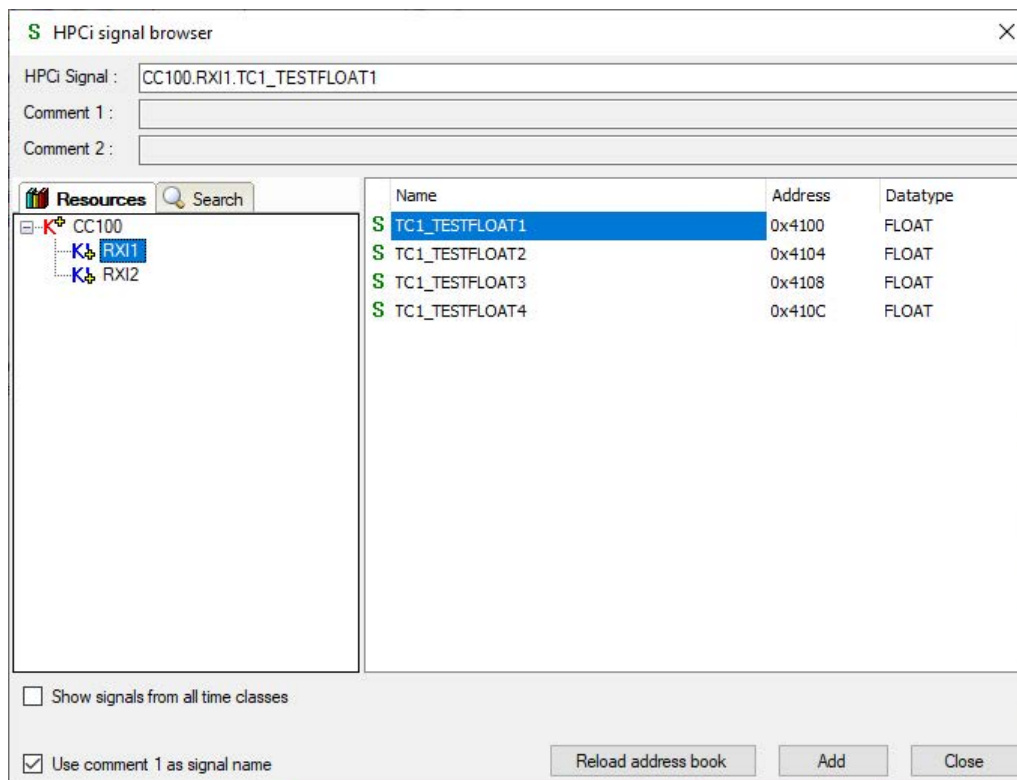 HPCi signal browser
HPCi Signal : CC100.RXI1.TC1_TESTFLOAT1
Comment 1 :
Comment 2 :
Resources Search
CC100
RXI1
RXI2
Name Address Datatype
S TC1_TESTFLOAT1 0x4100 FLOAT
S TC1_TESTFLOAT2 0x4104 FLOAT
S TC1_TESTFLOAT3 0x4108 FLOAT
S TC1_TESTFLOAT4 0x410C FLOAT
Show signals from all time classes
Use comment 1 as signal name
Reload address book Add Close